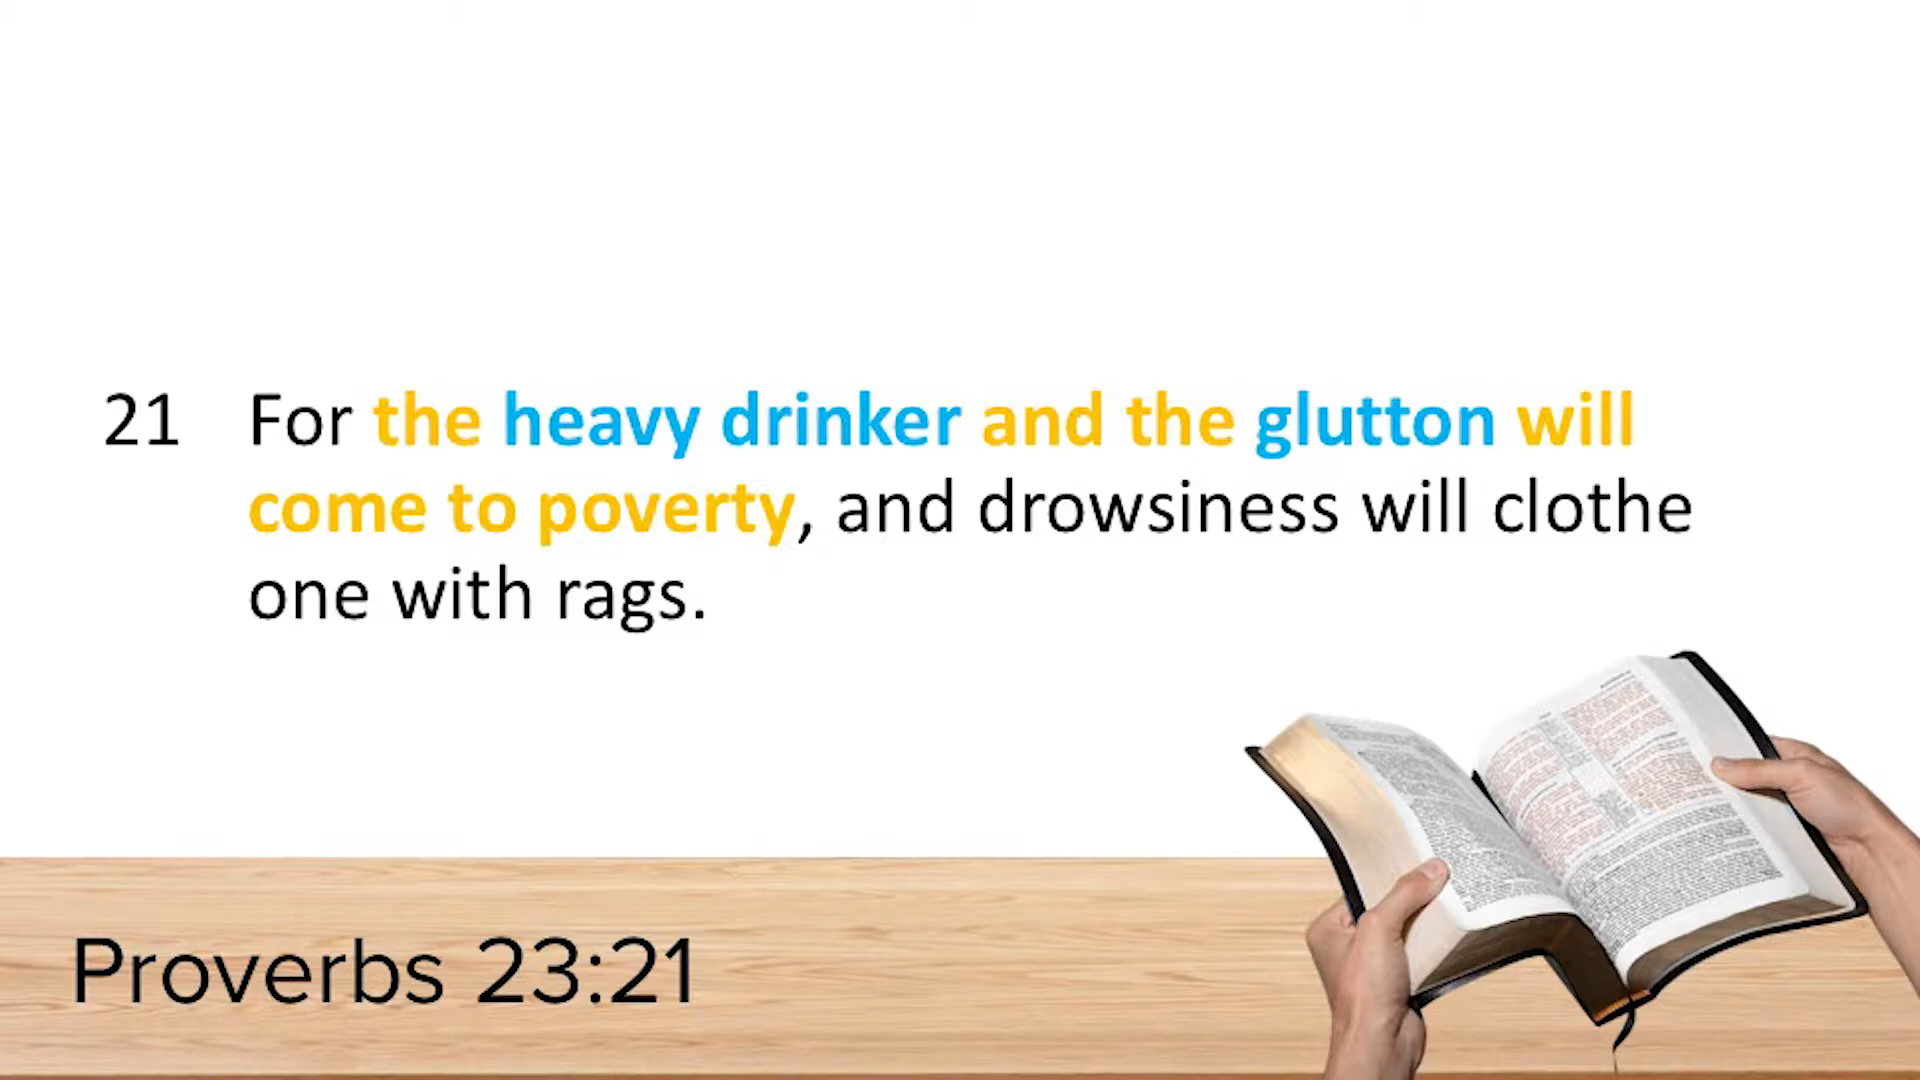 21 For the heavy drinker and the glutton will
come to poverty, and drowsiness will clothe
one with rags.
Proverbs 23:21